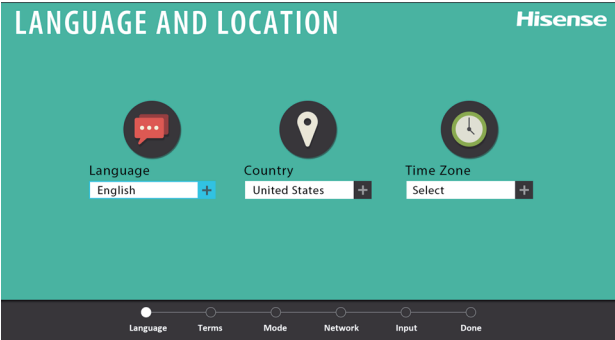 LANGUAGE AND LOCATION
Hisense
Language
Country
Time Zone
English +
United States +
Select +
Language
Terms
Mode
Network
Input
Done